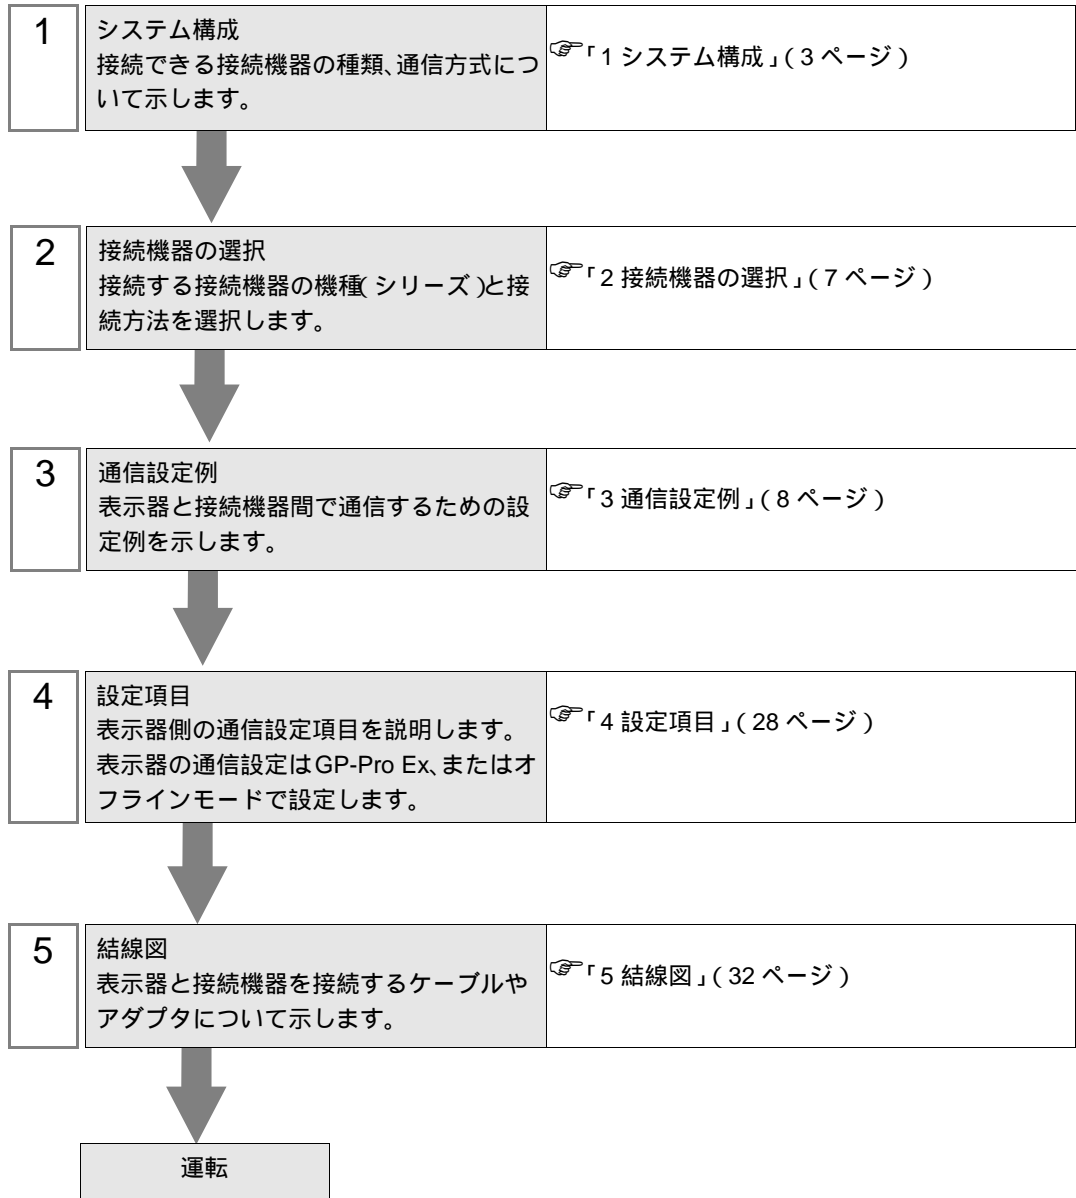 1
システム構成
接続できる接続機器の種類、通信方式につ
いて示します。
☞「1 システム構成」(3 ページ)
2
接続機器の選択
接続する接続機器の機種(シリーズ)と接
続方法を選択します。
☞「2 接続機器の選択」(7 ページ)
3
通信設定例
表示器と接続機器間で通信するための設
定例を示します。
☞「3 通信設定例」(8 ページ)
4
設定項目
表示器側の通信設定項目を説明します。
表示器の通信設定はGP-Pro Ex、またはオ
フラインモードで設定します。
☞「4 設定項目」(28 ページ)
5
結線図
表示器と接続機器を接続するケーブルや
アダプタについて示します。
☞「5 結線図」(32 ページ)
運転